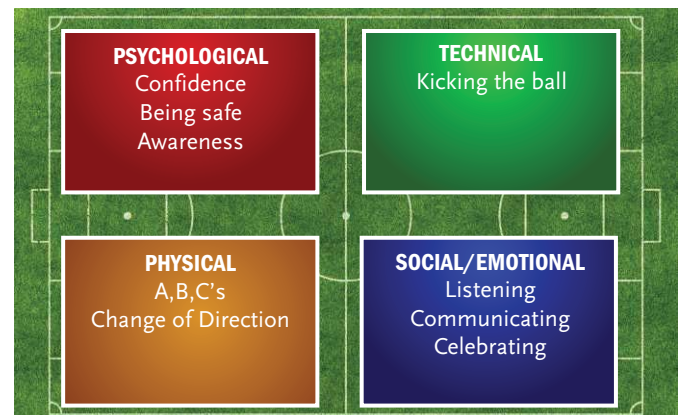 PSYCHOLOGICAL
Confidence
Being safe
Awareness
TECHNICAL
Kicking the ball
PHYSICAL
A,B,C's
Change of Direction
SOCIAL/EMOTIONAL
Listening
Communicating
Celebrating